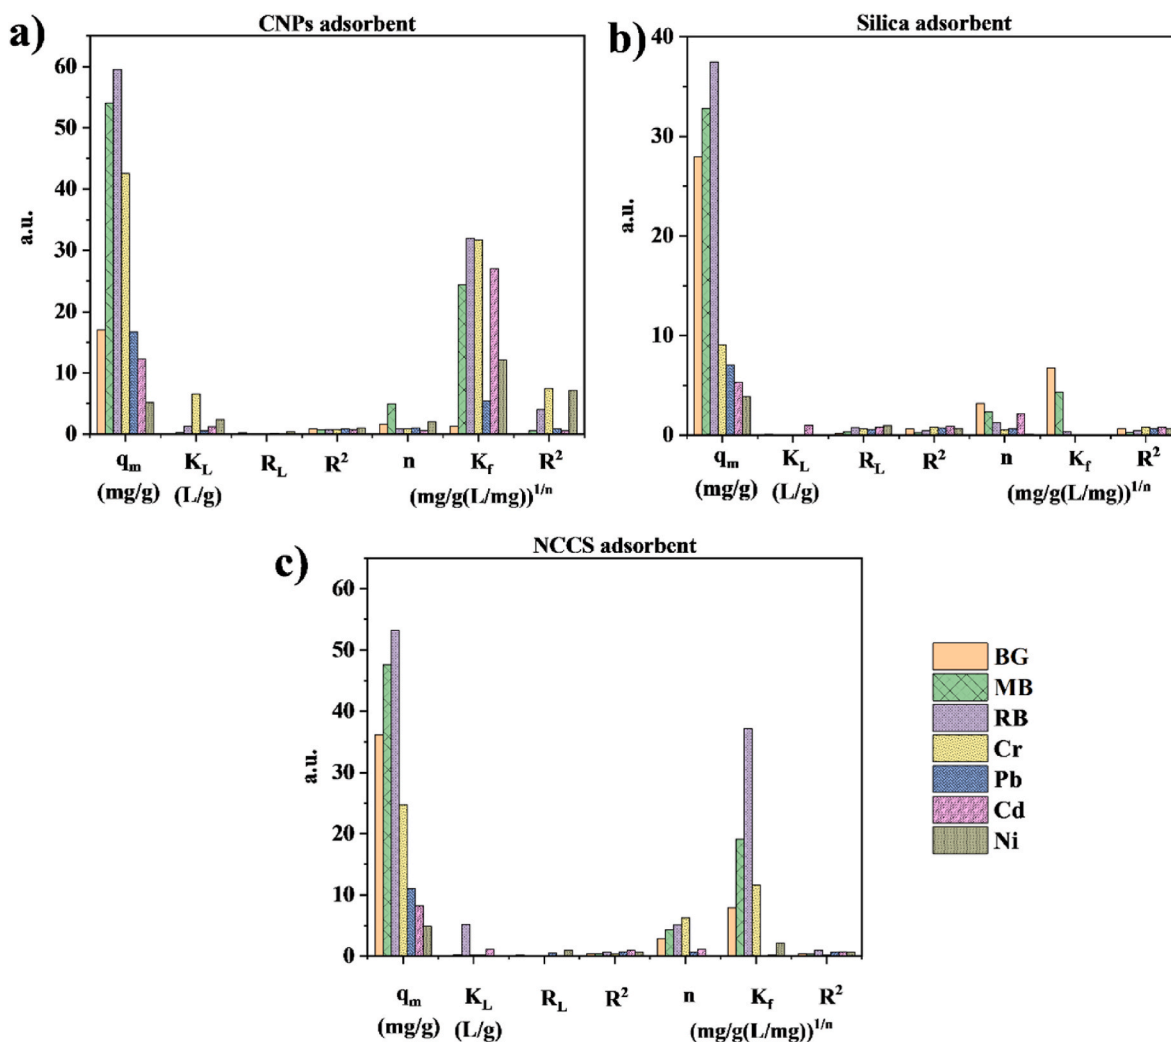 a)
CNPs adsorbent
60
50
40
30
20
10
0
a.u.
qm KL RL R² n Kf R²
(mg/g) (L/g) (mg/g(L/mg))¹/ⁿ
b)
Silica adsorbent
40
30
20
10
0
a.u.
qm KL RL R² n Kf R²
(mg/g) (L/g) (mg/g(L/mg))¹/ⁿ
c)
NCCS adsorbent
60
50
40
30
20
10
0
a.u.
qm KL RL R² n Kf R²
(mg/g) (L/g) (mg/g(L/mg))¹/ⁿ
BG
MB
RB
Cr
Pb
Cd
Ni